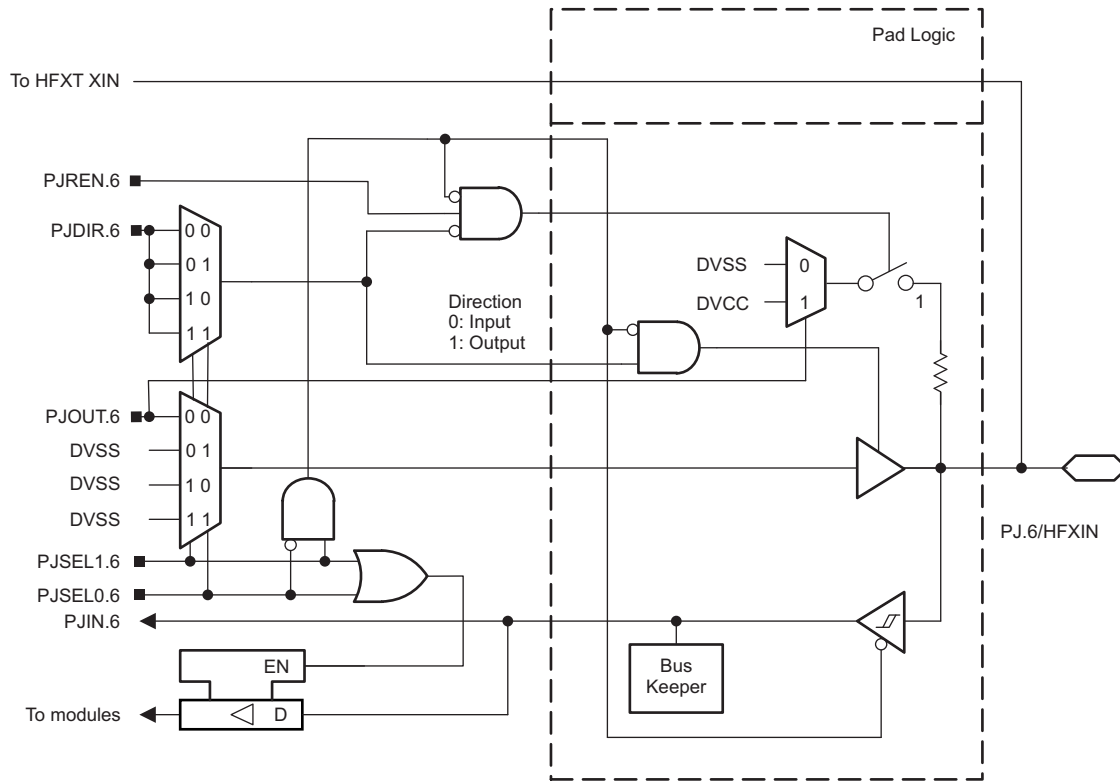 Pad Logic
To HFXT XIN
PJREN.6
PJDIR.6
0 0
0 1
1 0
1 1
DVSS
0
DVCC
1
1
Direction
0: Input
1: Output
PJOUT.6
0 0
DVSS
0 1
DVSS
1 0
DVSS
1 1
PJ.6/HFXIN
PJSEL1.6
PJSEL0.6
PJIN.6
EN
Bus
Keeper
To modules
D